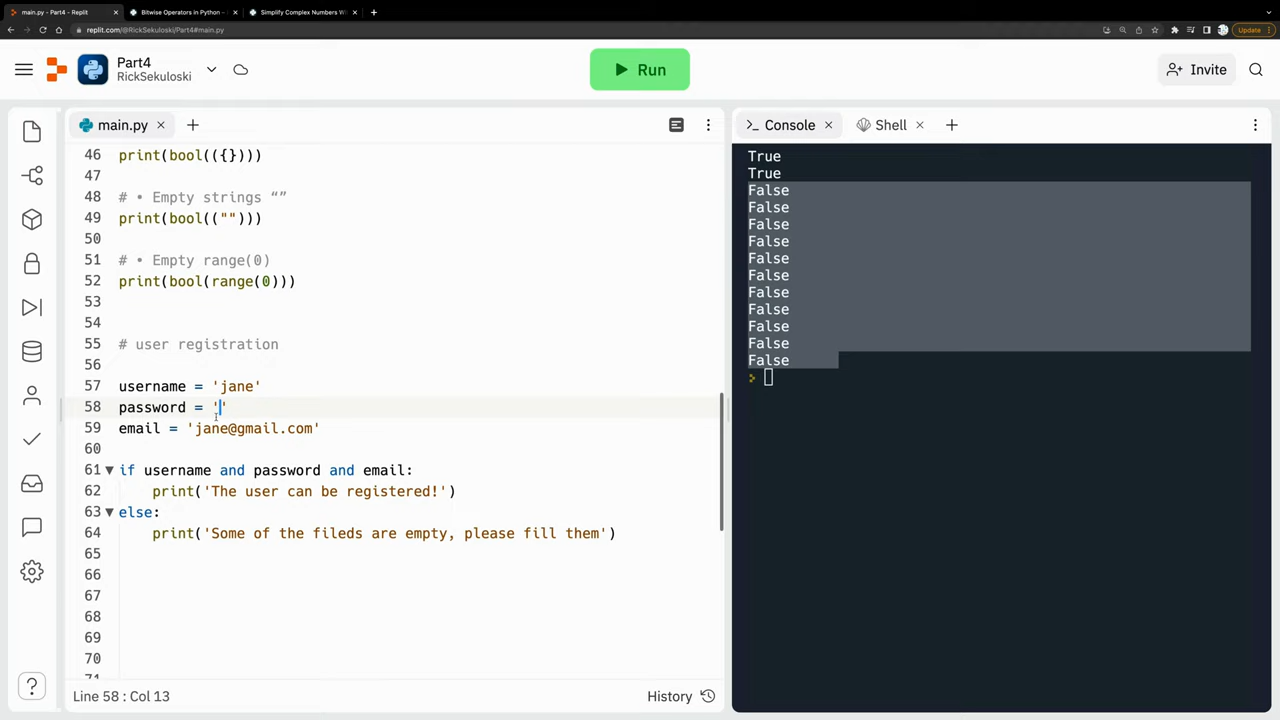 main.py - Part4 - Replit
Bitwise Operators in Python –
Simplify Complex Numbers Wi
replit.com/@RickSekuloski/Part4#main.py
Update
Part4
RickSekuloski
Run
Invite
main.py
Console
Shell
46 print(bool(({})))
47
48 # • Empty strings “”
49 print(bool(("")))
50
51 # • Empty range(0)
52 print(bool(range(0)))
53
54
55 # user registration
56
57 username = 'jane'
58 password = ''
59 email = 'jane@gmail.com'
60
61 if username and password and email:
62 print('The user can be registered!')
63 else:
64 print('Some of the fileds are empty, please fill them')
65
66
67
68
69
70
71
True
True
False
False
False
False
False
False
False
False
False
False
False
>
?
Line 58 : Col 13
History